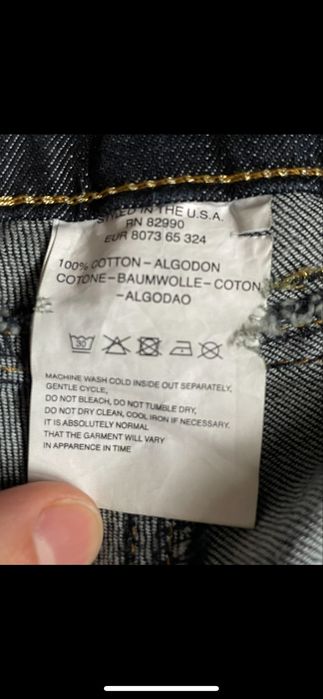 STYLED IN THE U.S.A.
RN 82990
EUR 8073 65 324
100% COTTON-ALGODON
COTONE-BAUMWOLLE-COTON
-ALGODAO
30
MACHINE WASH COLD INSIDE OUT SEPARATELY,
GENTLE CYCLE,
DO NOT BLEACH, DO NOT TUMBLE DRY,
DO NOT DRY CLEAN, COOL IRON IF NECESSARY.
IT IS ABSOLUTELY NORMAL
THAT THE GARMENT WILL VARY
IN APPARENCE IN TIME